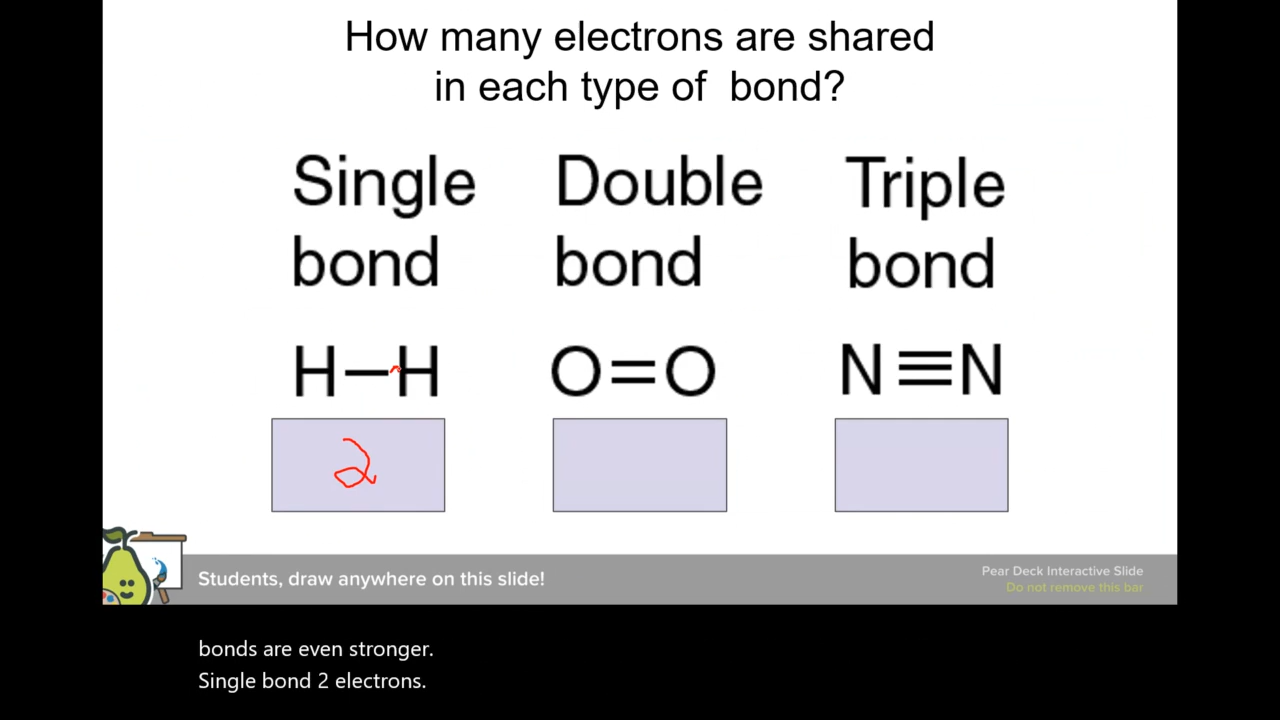 How many electrons are shared
in each type of bond?
Single
bond
Double
bond
Triple
bond
H–H
O=O
N≡N
2
Students, draw anywhere on this slide!
Pear Deck Interactive Slide
Do not remove this bar
bonds are even stronger.
Single bond 2 electrons.